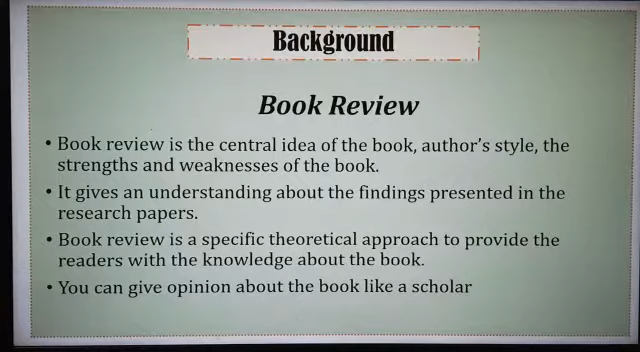 Background
Book Review
• Book review is the central idea of the book, author's style, the
strengths and weaknesses of the book.
• It gives an understanding about the findings presented in the
research papers.
• Book review is a specific theoretical approach to provide the
readers with the knowledge about the book.
• You can give opinion about the book like a scholar